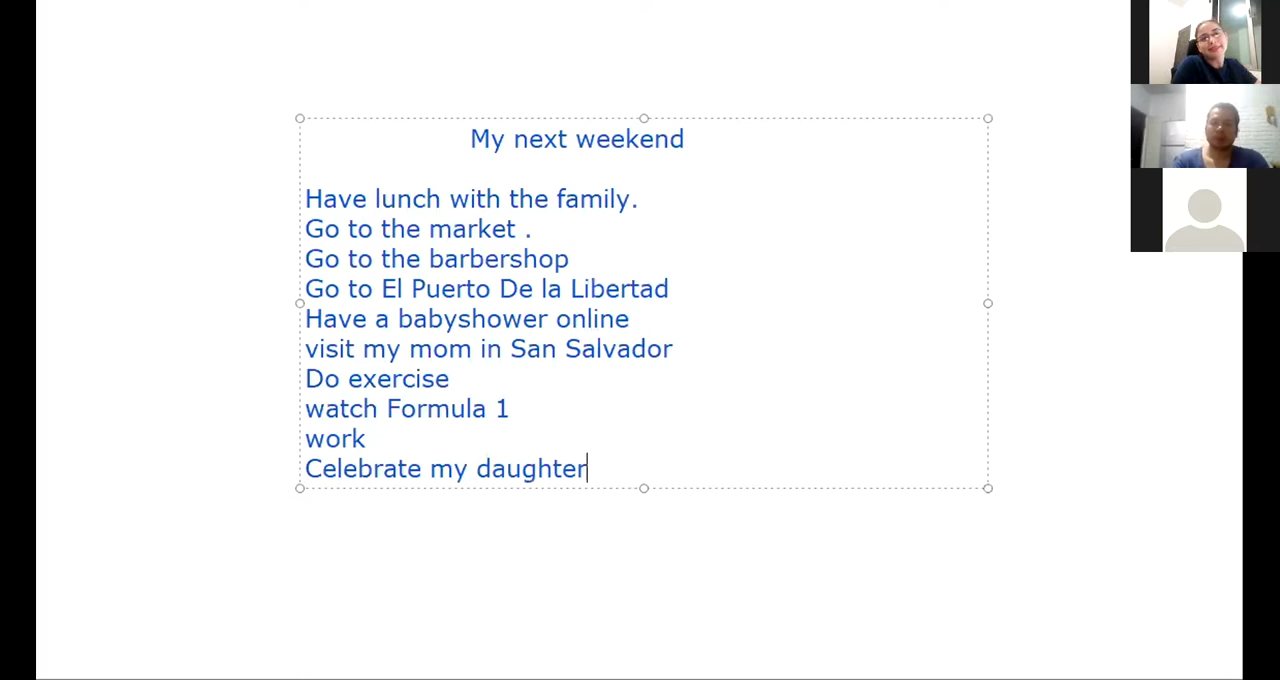 My next weekend
Have lunch with the family.
Go to the market .
Go to the barbershop
Go to El Puerto De la Libertad
Have a babyshower online
visit my mom in San Salvador
Do exercise
watch Formula 1
work
Celebrate my daughter